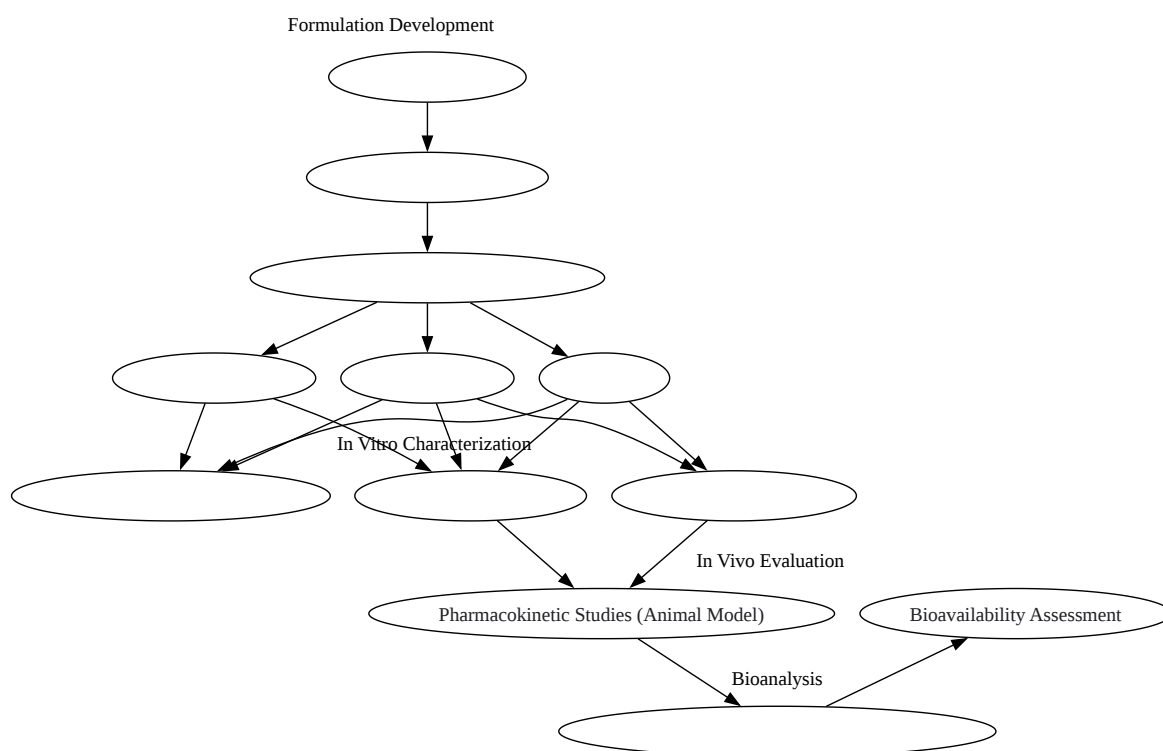 Formulation Development
In Vitro Characterization
In Vivo Evaluation
Pharmacokinetic Studies (Animal Model)
Bioavailability Assessment
Bioanalysis